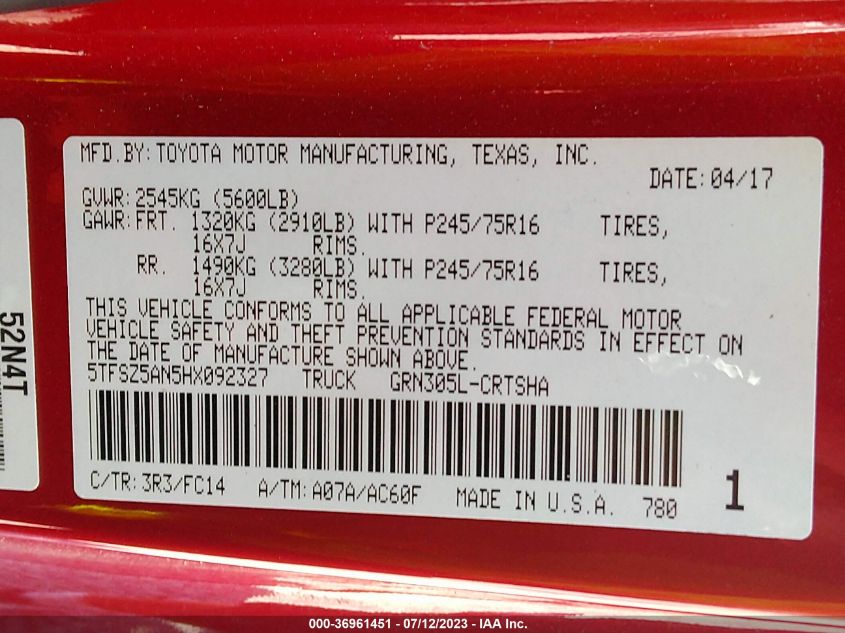 MFD.BY:TOYOTA MOTOR MANUFACTURING, TEXAS, INC.
DATE:04/17
GVWR:2545KG (5600LB)
GAWR:FRT. 1320KG (2910LB) WITH P245/75R16 TIRES,
16X7J RIMS.
RR. 1490KG (3280LB) WITH P245/75R16 TIRES,
16X7J RIMS.
THIS VEHICLE CONFORMS TO ALL APPLICABLE FEDERAL MOTOR
VEHICLE SAFETY AND THEFT PREVENTION STANDARDS IN EFFECT ON
THE DATE OF MANUFACTURE SHOWN ABOVE.
5TFSZ5AN5HX092327 TRUCK GRN305L-CRTSHA
C/TR:3R3/FC14 A/TM:A07A/AC60F MADE IN U.S.A. 780
1
52N4T
000-36961451 - 07/12/2023 - IAA Inc.